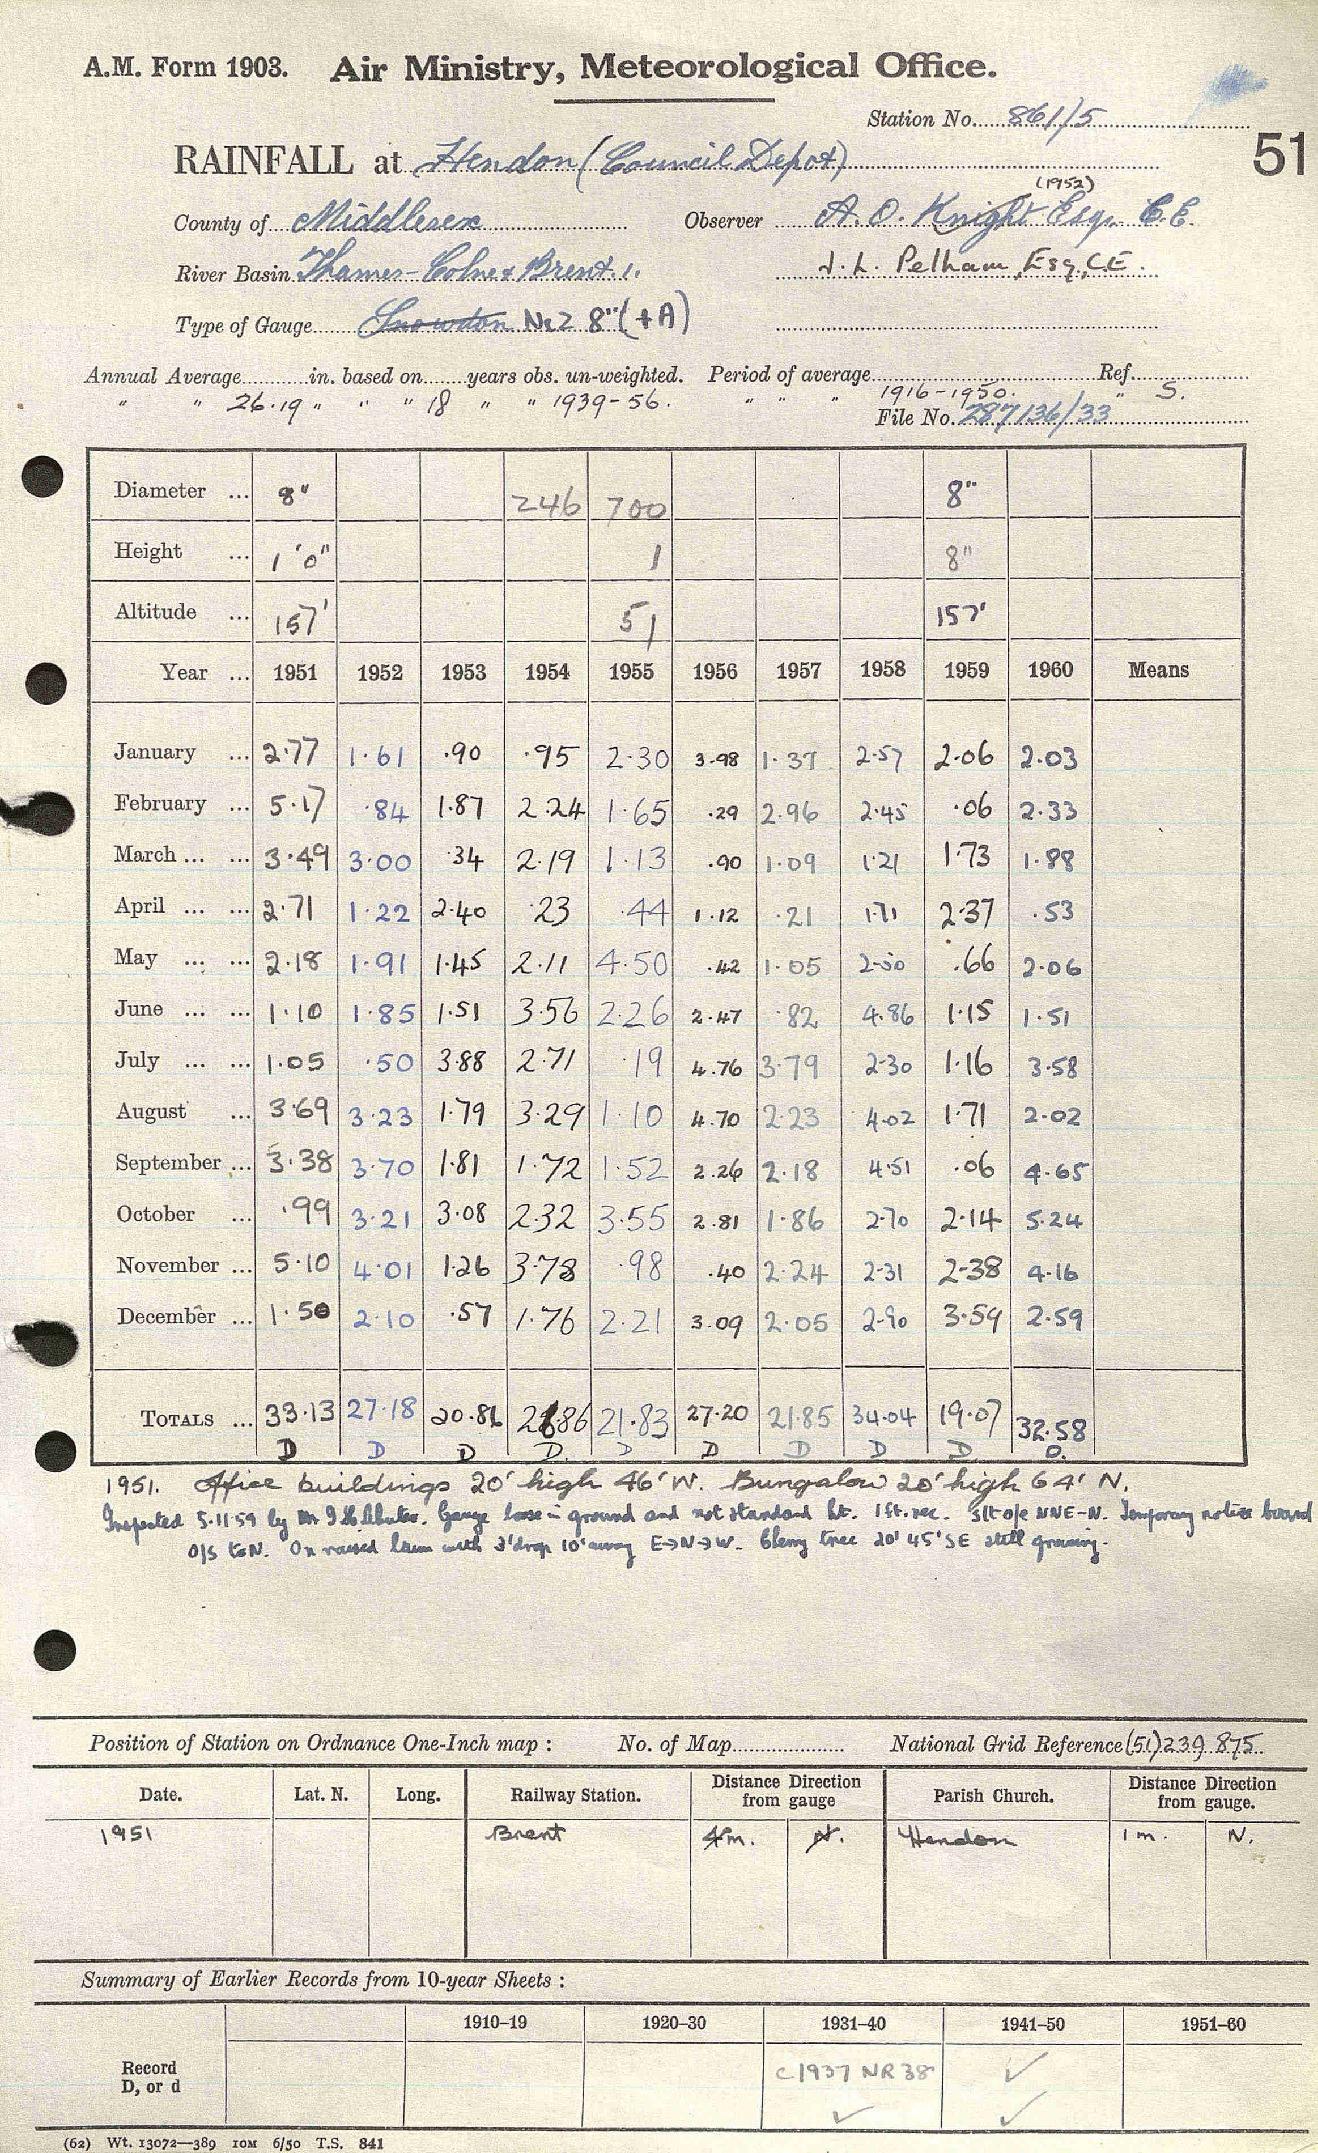 A.M. Form 1903. Air Ministry, Meteorological Office.
Station No. 861/5
51
RAINFALL at Hendon (Council Depot)
(1952)
County of Middlesex Observer A. O. Knight Esq. C.E.
River Basin Thames-Colne & Brent 1. J. L. Pelham, Esq., C.E.
Type of Gauge Snowdon No2 8" (+A)
Annual Average in. based on years obs. un-weighted. Period of average Ref.
" " 26.19 " " " 18 " " 1939-56. " " " 1916-1950. " S.
File No. 287136/33
Diameter ... 8" 246 700 8"
Height ... 1'0" 1 8"
Altitude ... 157' 51 157'
Year ... 1951 1952 1953 1954 1955 1956 1957 1958 1959 1960 Means
January ... 2.77 1.61 .90 .95 2.30 3.98 1.37 2.57 2.06 2.03
February ... 5.17 .84 1.87 2.24 1.65 .29 2.96 2.45 .06 2.33
March ... ... 3.49 3.00 .34 2.19 1.13 .90 1.09 1.21 1.73 1.88
April ... ... 2.71 1.22 2.40 .23 .44 1.12 .21 1.71 2.37 .53
May ... ... 2.18 1.91 1.45 2.11 4.50 .42 1.05 2.50 .66 2.06
June ... ... 1.10 1.85 1.51 3.56 2.26 2.47 .82 4.86 1.15 1.51
July ... ... 1.05 .50 3.88 2.71 .19 4.76 3.79 2.30 1.16 3.58
August ... 3.69 3.23 1.79 3.29 1.10 4.70 2.23 4.02 1.71 2.02
September ... 3.38 3.70 1.81 1.72 1.52 2.26 2.18 4.51 .06 4.65
October ... .99 3.21 3.08 2.32 3.55 2.81 1.86 2.70 2.14 5.24
November ... 5.10 4.01 1.26 3.78 .98 .40 2.24 2.31 2.38 4.16
December ... 1.50 2.10 .57 1.76 2.21 3.09 2.05 2.90 3.59 2.59
TOTALS ... 33.13 27.18 20.86 26.86 21.83 27.20 21.85 34.04 19.07 32.58
D D D D. D D D D D. D.
1951. Office buildings 20' high 46' W. Bungalow 20' high 64' N.
Inspected 5.11.59 by Mr Gauge loose in ground and not standard ht. 1ft. rec. Slt o/e NNE-N. Temporary notice board
O/S to N. On raised lawn with 2' drop 10' away E→N→W. Cherry tree 20' 45' SE still growing.
Position of Station on Ordnance One-Inch map : No. of Map National Grid Reference (51)239 875
Date. Lat. N. Long. Railway Station. Distance from gauge Direction Parish Church. Distance from gauge. Direction
1951 Brent 4m. N. Hendon 1 m. N.
Summary of Earlier Records from 10-year Sheets :
1910–19 1920–30 1931–40 1941–50 1951–60
Record D, or d c 1937 NR 38 ✓
✓ ✓
(62) Wt. 13072—389 10M 6/50 T.S. 841